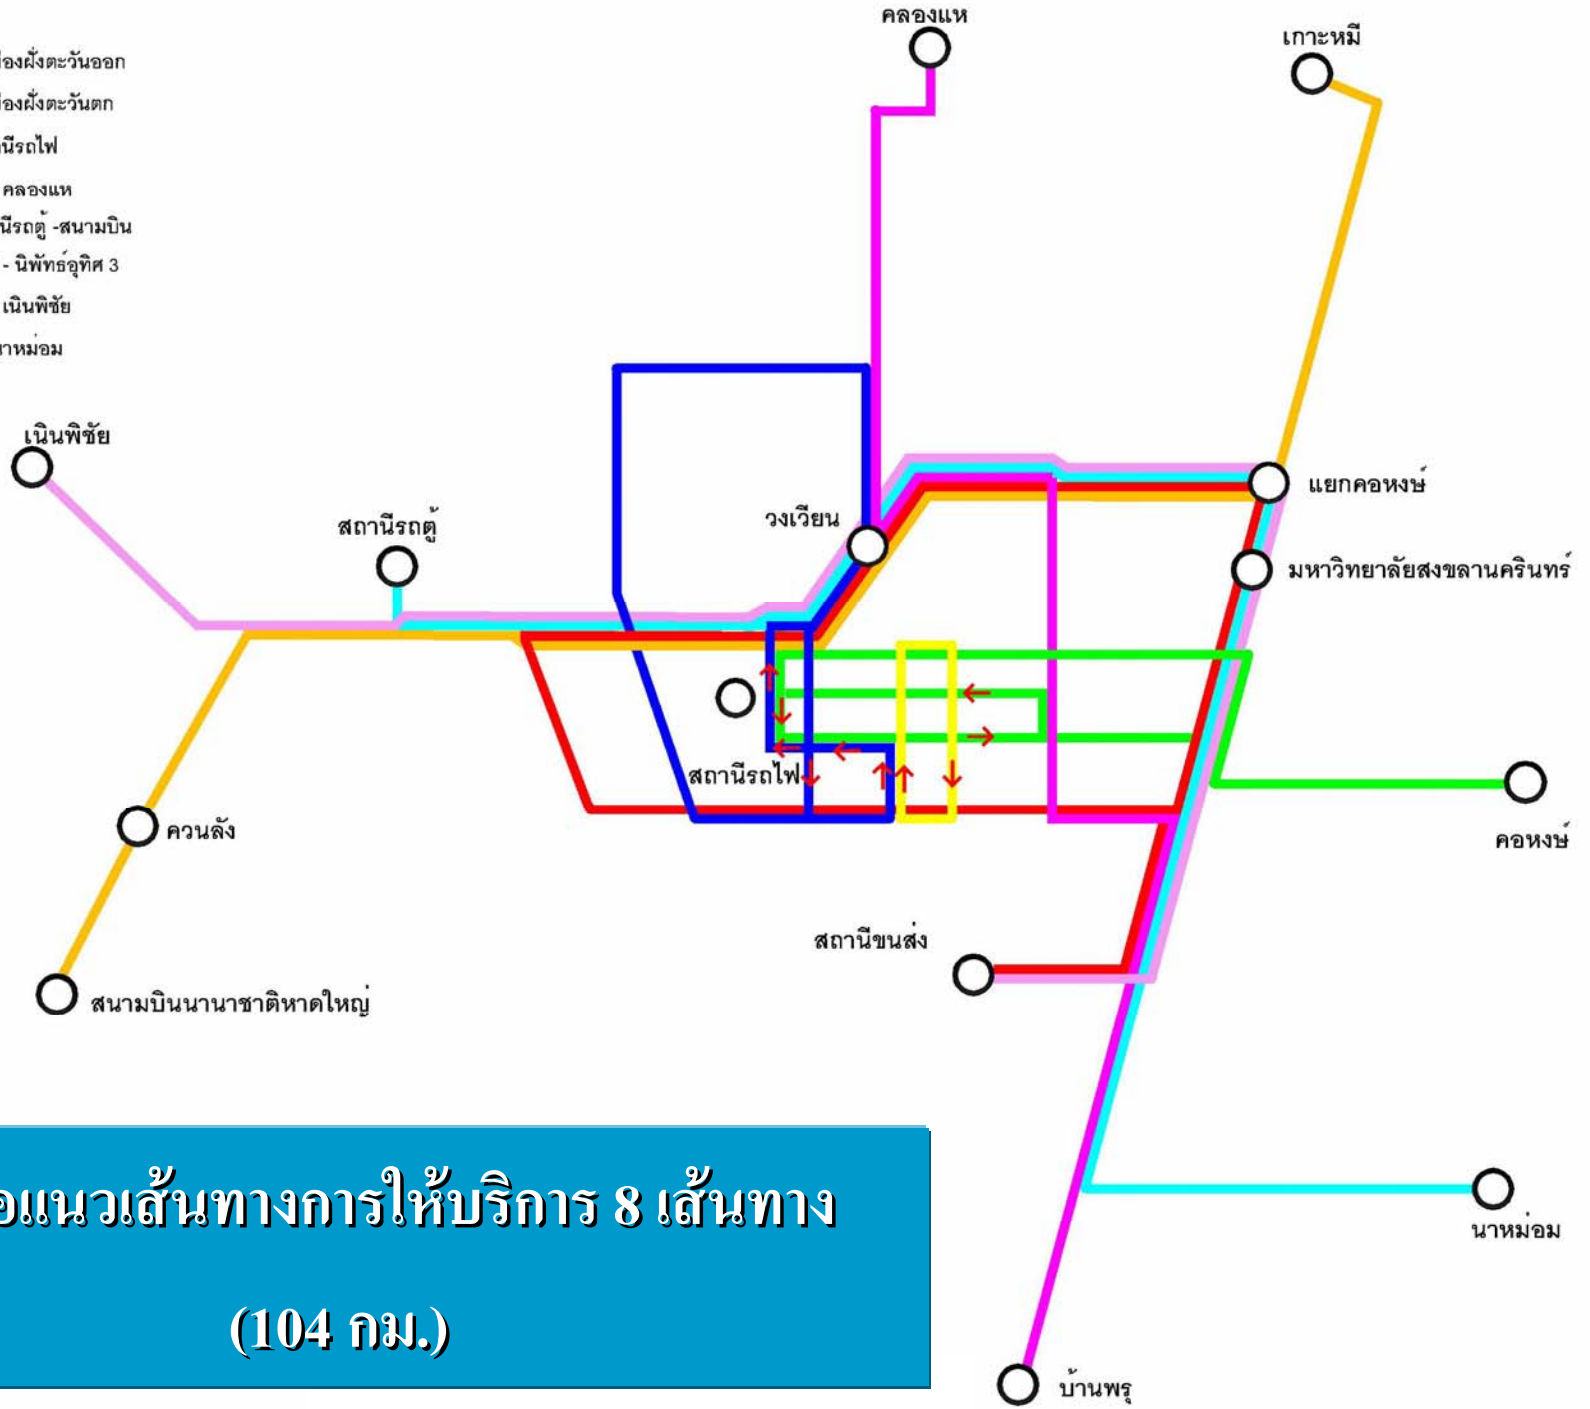 คลองแห
เกาะหมี
องฝั่งตะวันออก
องฝั่งตะวันตก
นีรถไฟ
คลองแห
นีรถตู้ -สนามบิน
- นิพัทธ์อุทิศ 3
เนินพิชัย
าหม่อม
เนินพิชัย
สถานีรถตู้
วงเวียน
แยกคอหงษ์
มหาวิทยาลัยสงขลานครินทร์
สถานีรถไฟ
ควนลัง
คอหงษ์
สถานีขนส่ง
สนามบินนานาชาติหาดใหญ่
อแนวเส้นทางการให้บริการ 8 เส้นทาง
(104 กม.)
นาหม่อม
บ้านพรุ